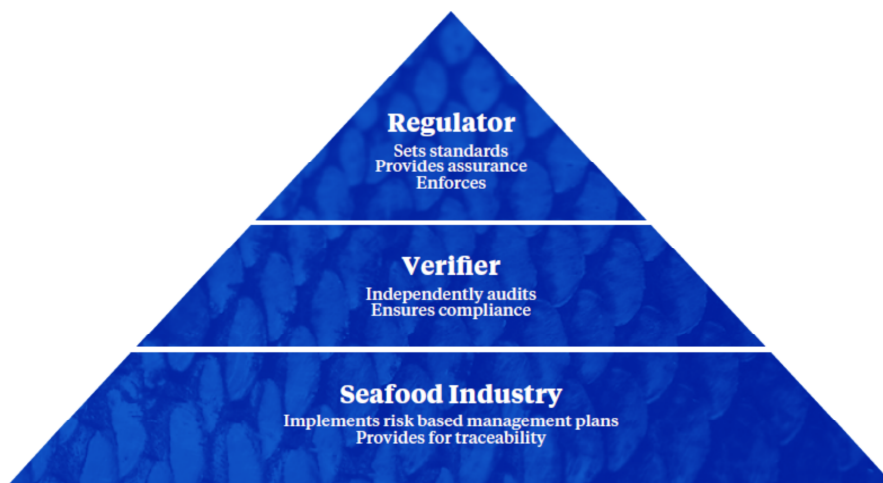 Regulator
Sets standards
Provides assurance
Enforces
Verifier
Independently audits
Ensures compliance
Seafood Industry
Implements risk based management plans
Provides for traceability